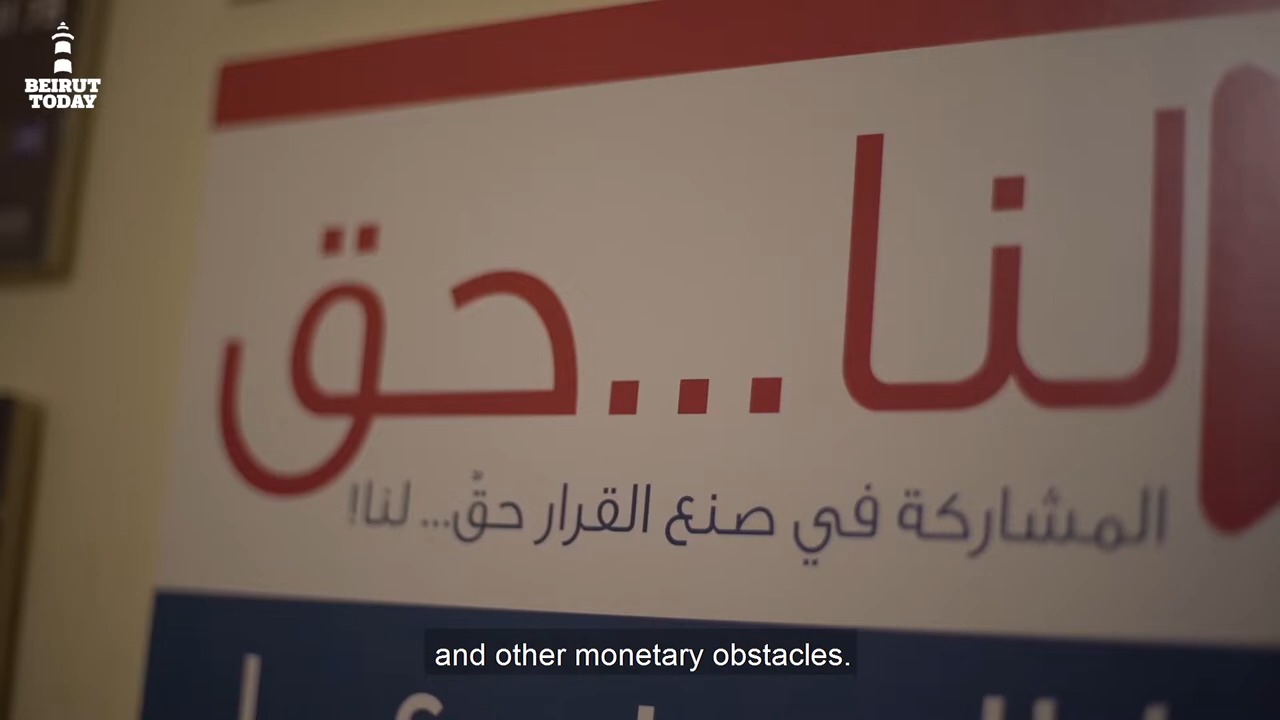 BEIRUT
TODAY
لنا...حق
المشاركة في صنع القرار حقٌ... لنا!
and other monetary obstacles.